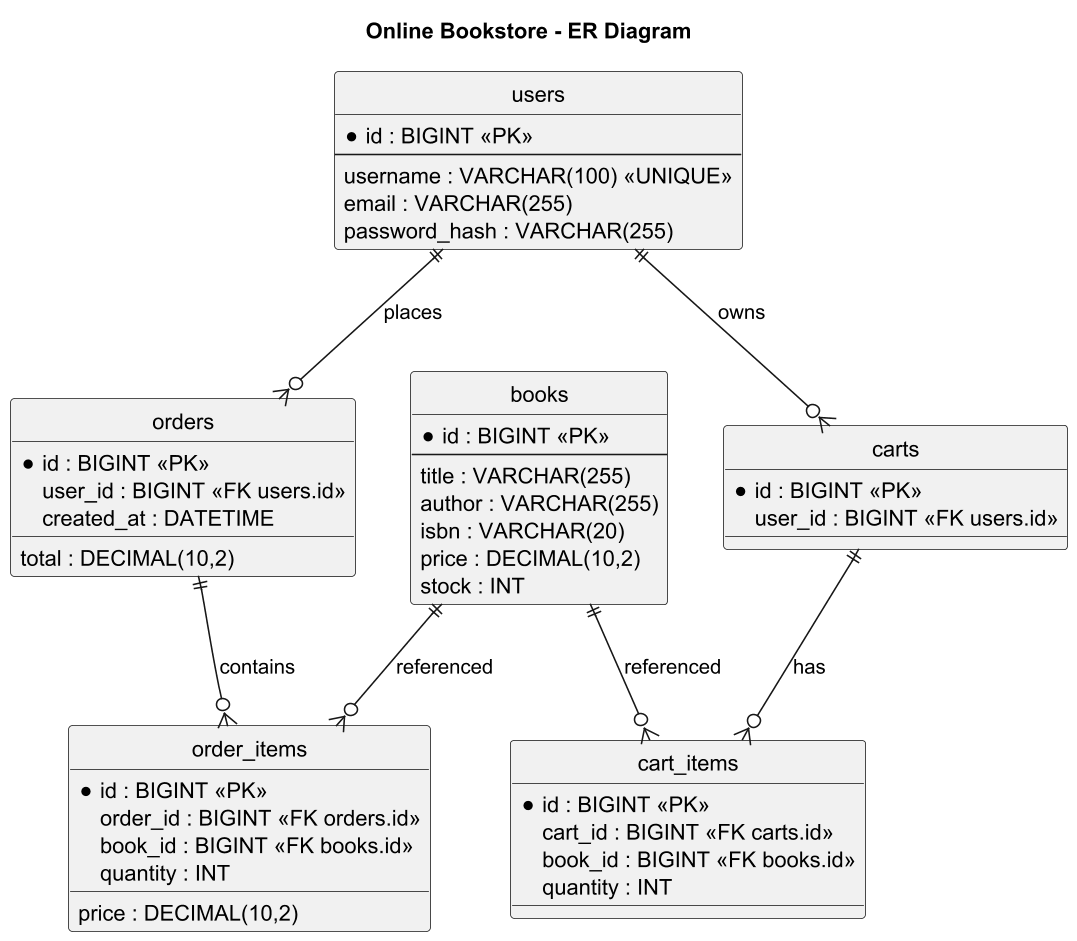 Online Bookstore - ER Diagram
users
id : BIGINT «PK»
username : VARCHAR(100) «UNIQUE»
email : VARCHAR(255)
password_hash : VARCHAR(255)
places
owns
orders
id : BIGINT «PK»
user_id : BIGINT «FK users.id»
created_at : DATETIME
total : DECIMAL(10,2)
books
id : BIGINT «PK»
title : VARCHAR(255)
author : VARCHAR(255)
isbn : VARCHAR(20)
price : DECIMAL(10,2)
stock : INT
carts
id : BIGINT «PK»
user_id : BIGINT «FK users.id»
contains
referenced
referenced
has
order_items
id : BIGINT «PK»
order_id : BIGINT «FK orders.id»
book_id : BIGINT «FK books.id»
quantity : INT
price : DECIMAL(10,2)
cart_items
id : BIGINT «PK»
cart_id : BIGINT «FK carts.id»
book_id : BIGINT «FK books.id»
quantity : INT